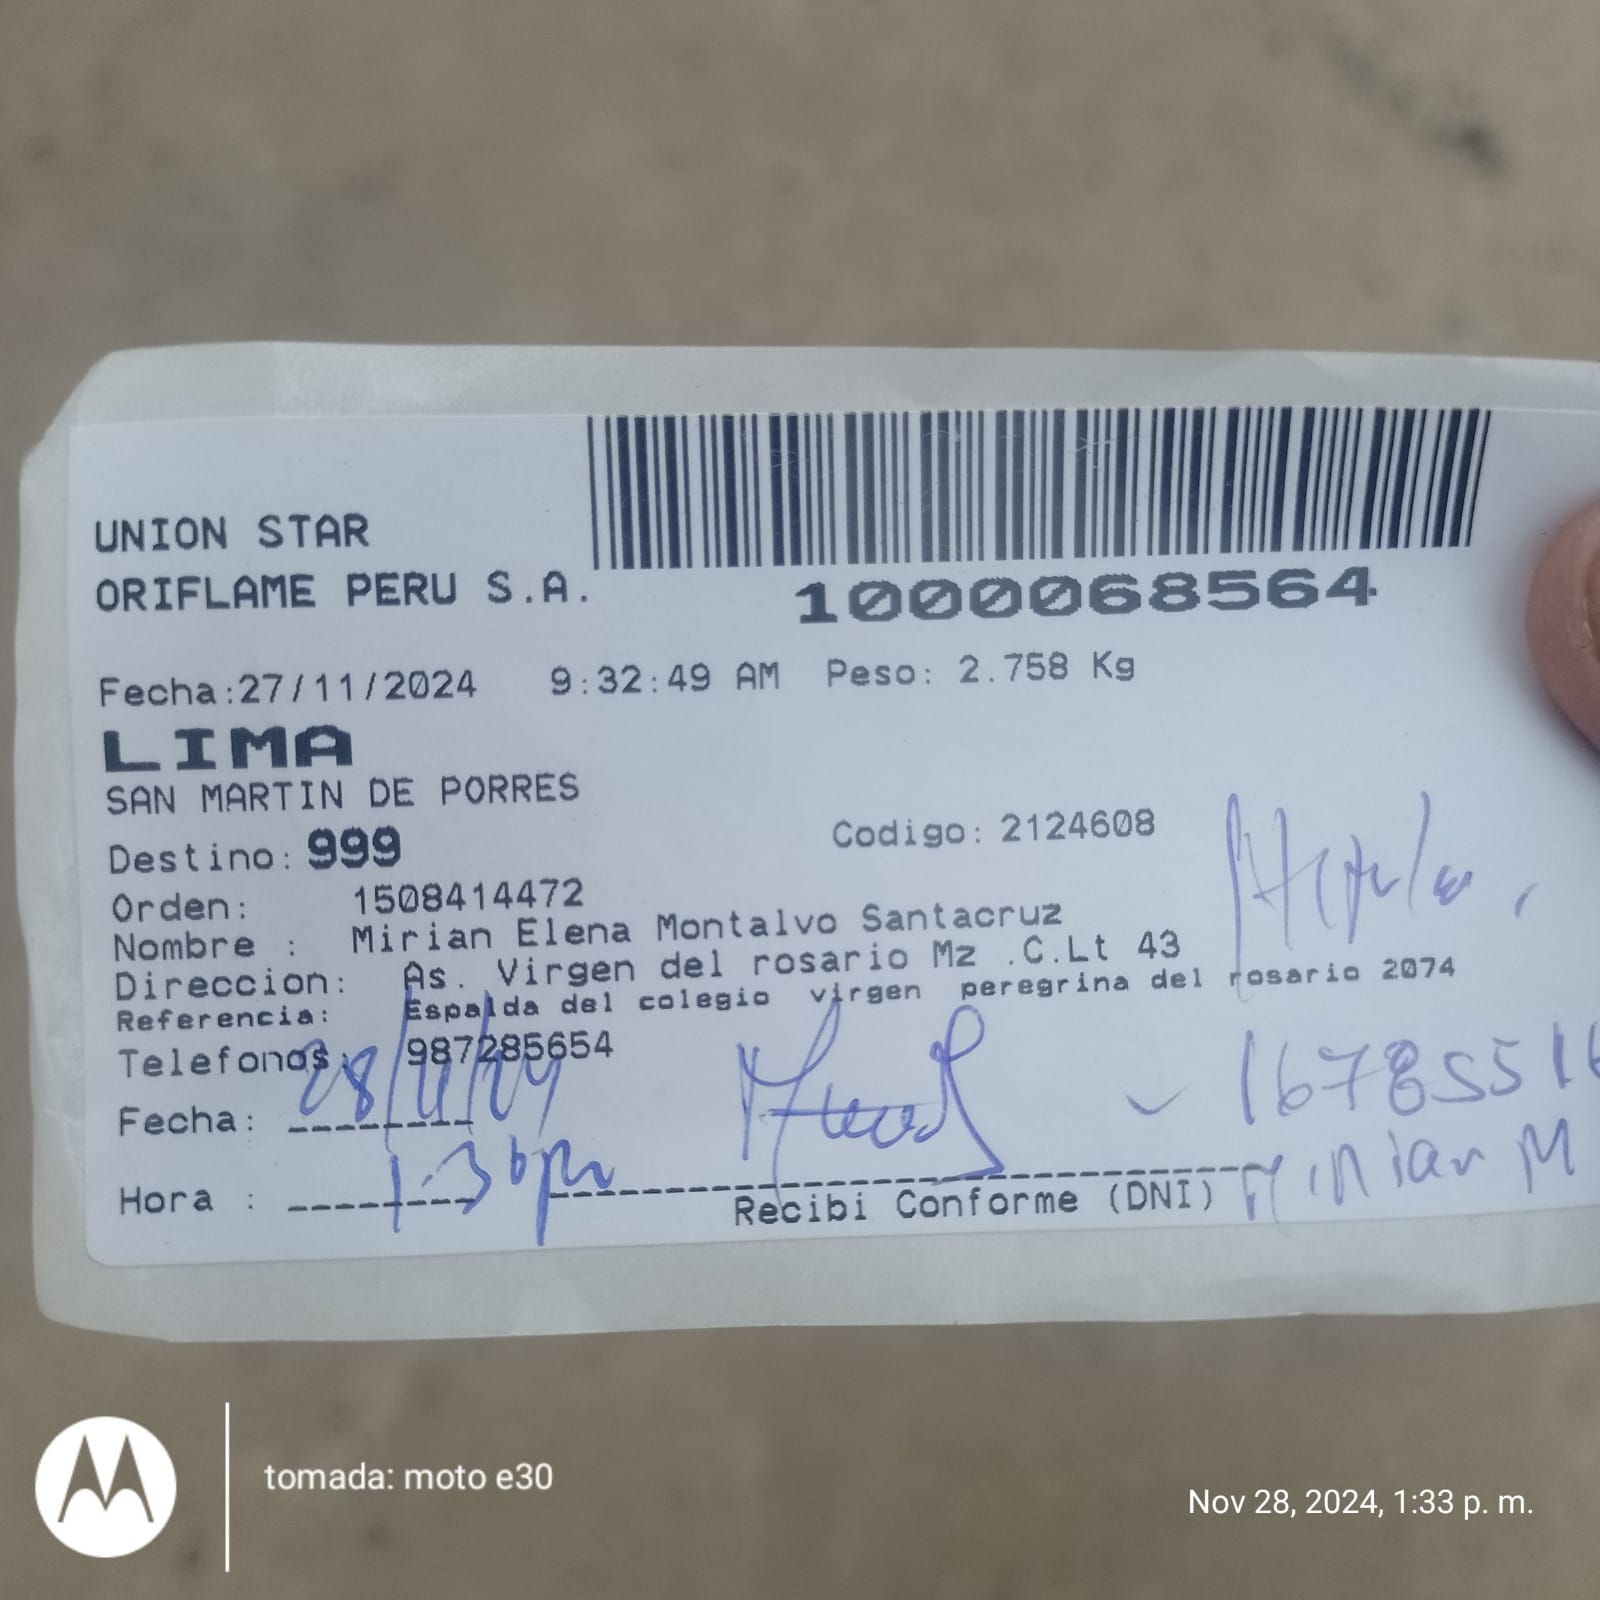 UNION STAR
ORIFLAME PERU S.A.
1000068564
Fecha:27/11/2024 9:32:49 AM Peso: 2.758 Kg
LIMA
SAN MARTIN DE PORRES
Destino: 999 Codigo: 2124608
Orden: 1508414472
Nombre : Mirian Elena Montalvo Santacruz
Direccion: As. Virgen del rosario Mz .C.Lt 43
Referencia: Espalda del colegio virgen peregrina del rosario 2074
Telefonos: 987285654
Fecha: 28/11/24
16785516
Hora : 1:30pm
Mirian M
Recibi Conforme (DNI)
tomada: moto e30
Nov 28, 2024, 1:33 p. m.